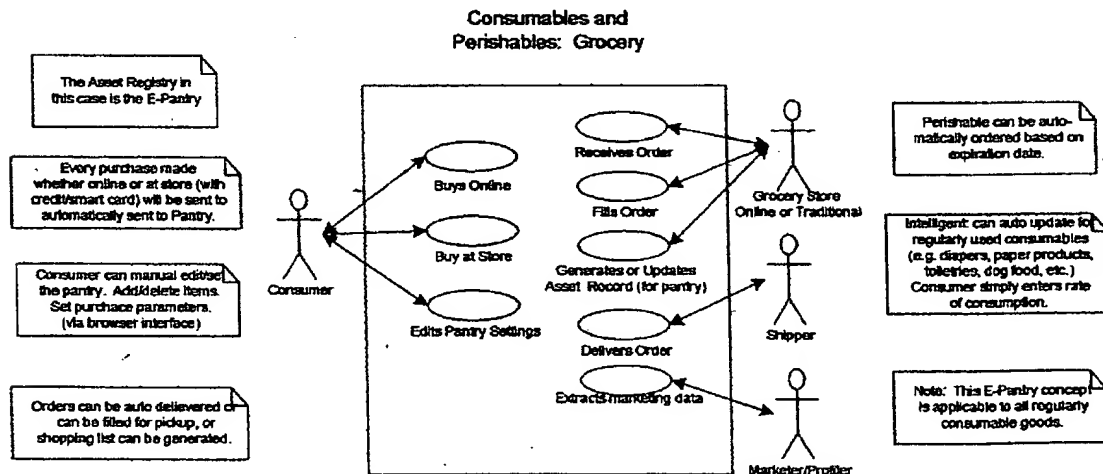 Consumables and
Perishables: Grocery
The Asset Registry in
this case is the E-Pantry
Every purchase made
whether online or at store (with
credit/smart card) will be sent to
automatically sent to Pantry.
Consumer can manual edit/set
the pantry. Add/delete items.
Set purchace parameters.
(via browser interface)
Orders can be auto delievered or
can be filled for pickup, or
shopping list can be generated.
Consumer
Buys Online
Buy at Store
Edits Pantry Settings
Receives Order
Fills Order
Generates or Updates
Asset Record (for pantry)
Delivers Order
Extracts marketing data
Grocery Store
Online or Traditional
Shipper
Marketer/Profiler
Perishable can be auto-
matically ordered based on
expiration date.
Intelligent: can auto update for
regularly used consumables
(e.g. diapers, paper products,
toiletries, dog food, etc.)
Consumer simply enters rate
of consumption.
Note: This E-Pantry concept
is applicable to all regularly
consumable goods.